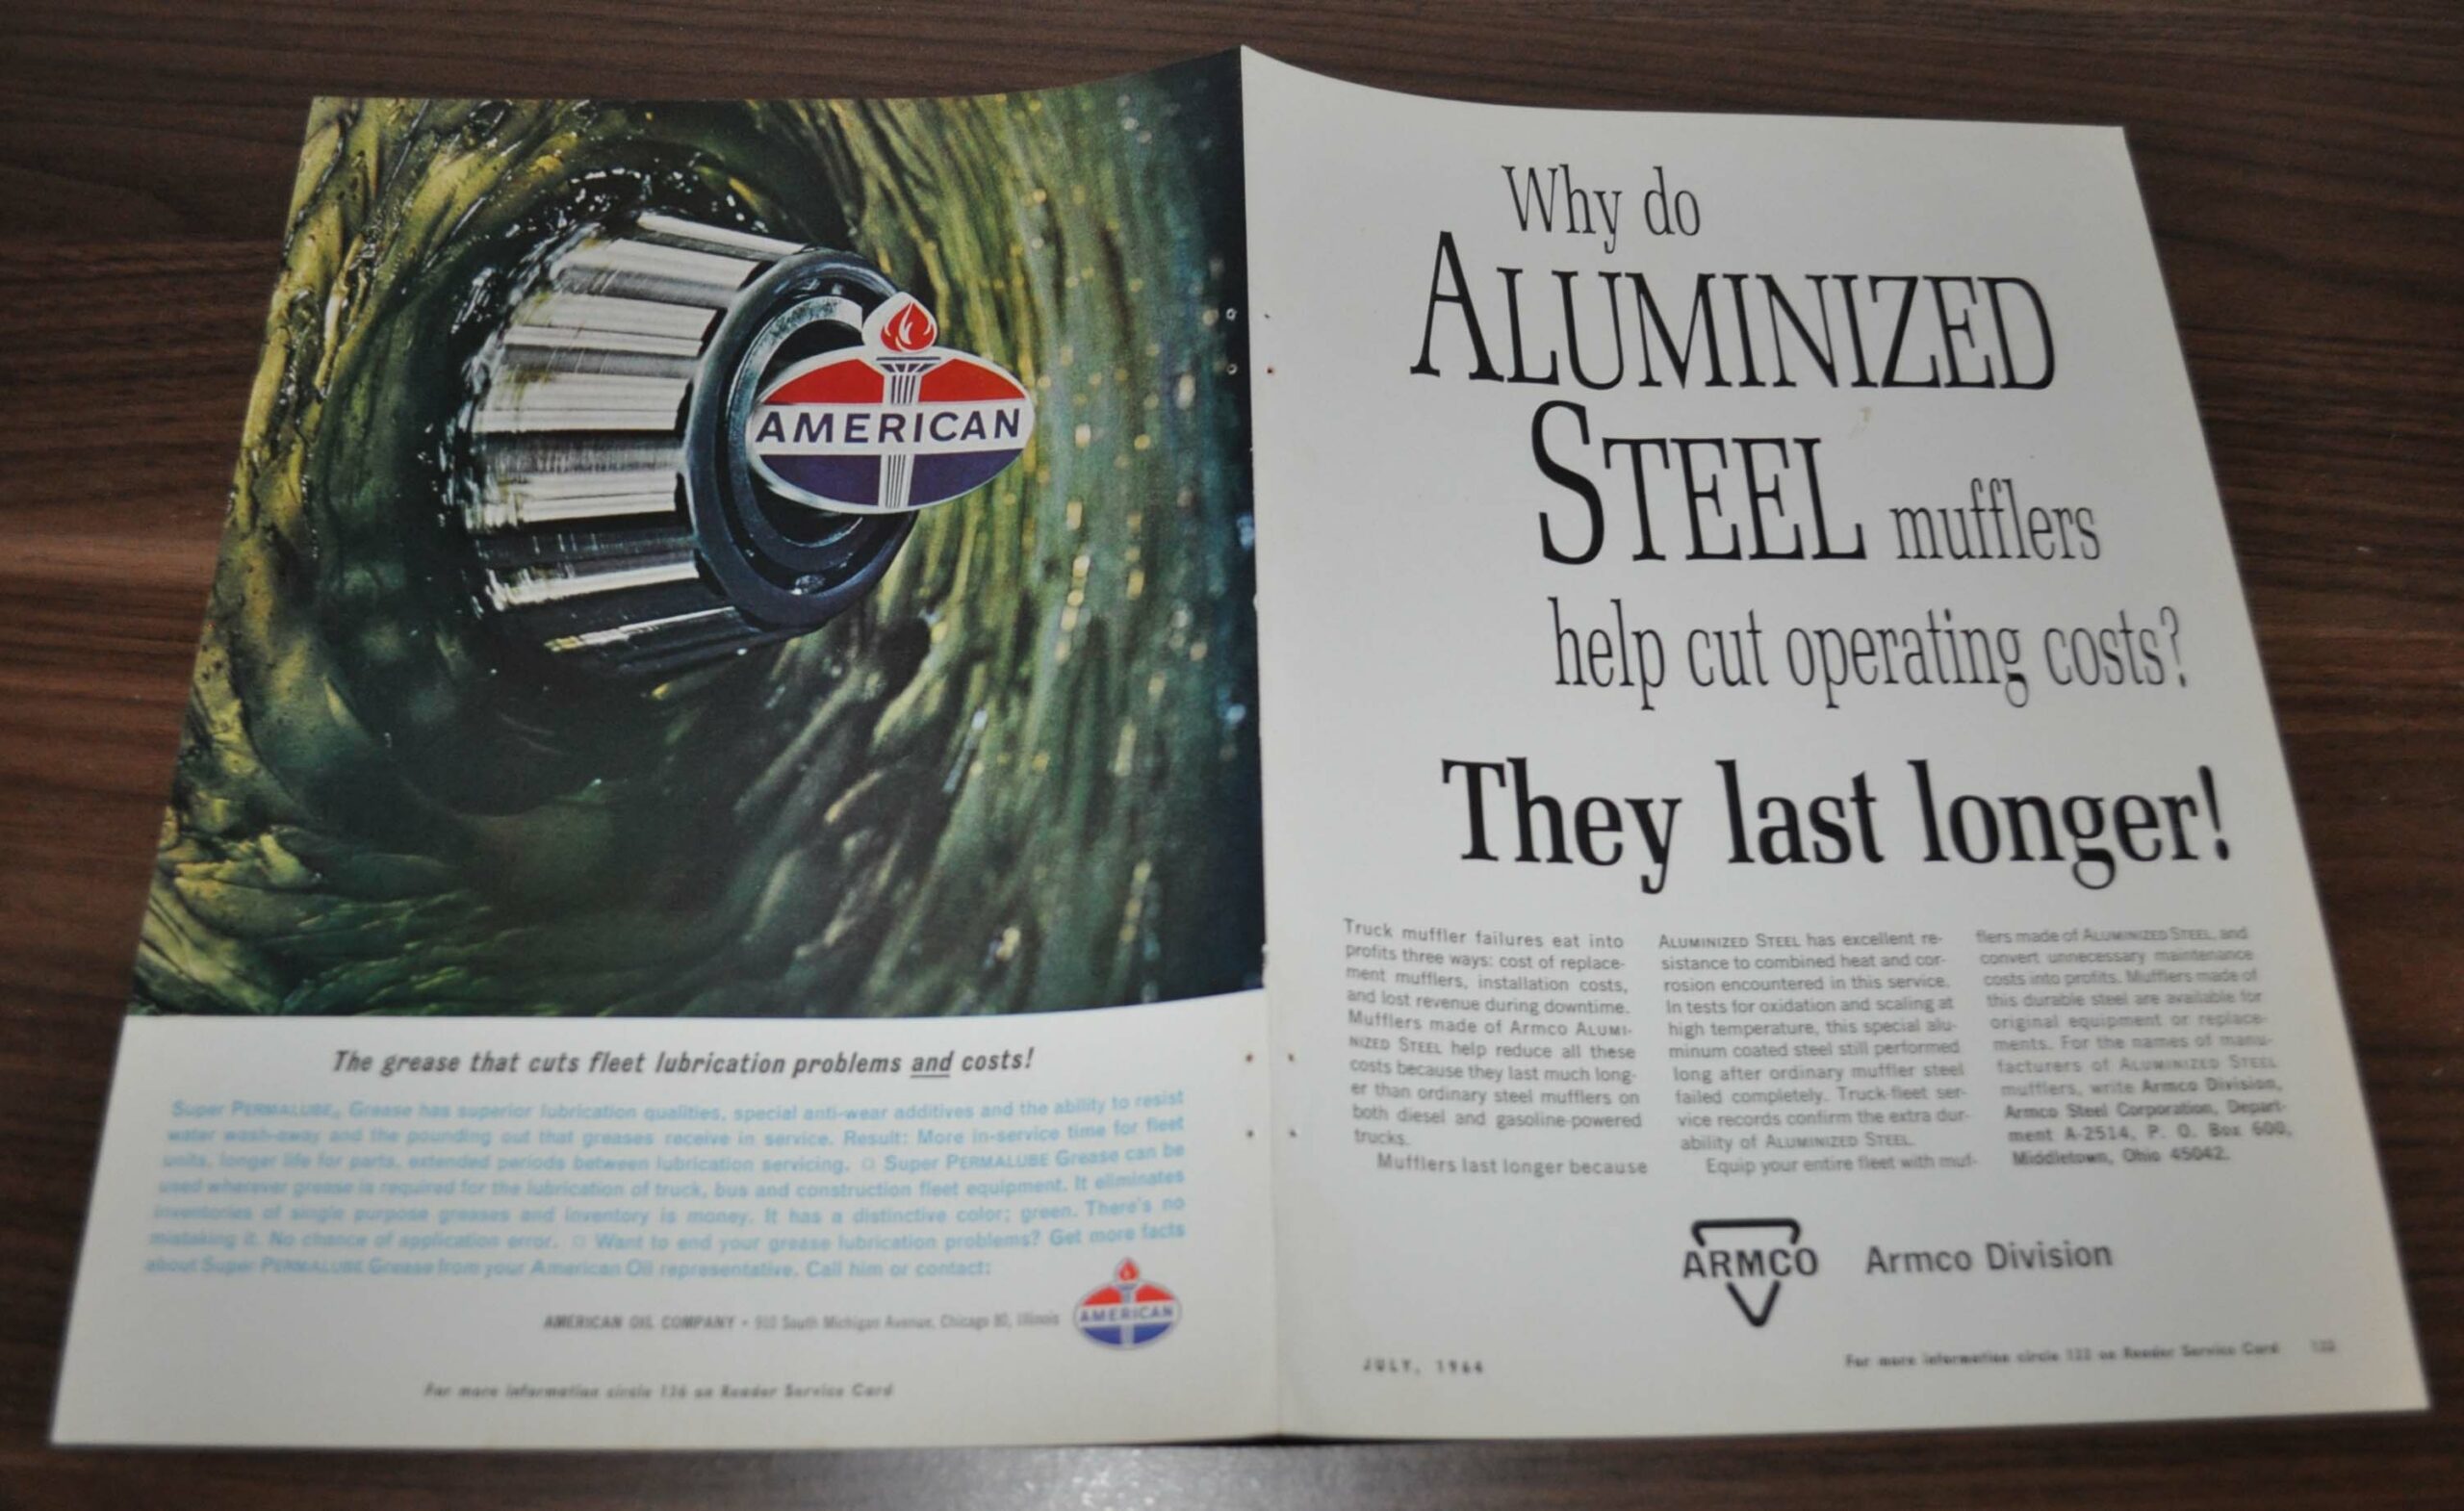 AMERICAN
The grease that cuts fleet lubrication problems and costs!
Super PERMALUBE® Grease has superior lubrication qualities, special anti-wear additives and the ability to resist
water wash-away and the pounding out that greases receive in service. Result: More in-service time for fleet
units, longer life for parts, extended periods between lubrication servicing. □ Super PERMALUBE Grease can be
used wherever grease is required for the lubrication of truck, bus and construction fleet equipment. It eliminates
inventories of single purpose greases and inventory is money. It has a distinctive color; green. There's no
mistaking it. No chance of application error. □ Want to end your grease lubrication problems? Get more facts
about Super PERMALUBE Grease from your American Oil representative. Call him or contact:
AMERICAN OIL COMPANY • 910 South Michigan Avenue, Chicago 80, Illinois
AMERICAN
For more information circle 136 on Reader Service Card
Why do
ALUMINIZED
STEEL mufflers
help cut operating costs?
They last longer!
Truck muffler failures eat into
profits three ways: cost of replace-
ment mufflers, installation costs,
and lost revenue during downtime.
Mufflers made of Armco ALUMI-
NIZED STEEL help reduce all these
costs because they last much long-
er than ordinary steel mufflers on
both diesel and gasoline-powered
trucks.
Mufflers last longer because
ALUMINIZED STEEL has excellent re-
sistance to combined heat and cor-
rosion encountered in this service.
In tests for oxidation and scaling at
high temperature, this special alu-
minum coated steel still performed
long after ordinary muffler steel
failed completely. Truck-fleet ser-
vice records confirm the extra dur-
ability of ALUMINIZED STEEL.
Equip your entire fleet with muf-
flers made of ALUMINIZED STEEL, and
convert unnecessary maintenance
costs into profits. Mufflers made of
this durable steel are available for
original equipment or replace-
ments. For the names of manu-
facturers of ALUMINIZED STEEL
mufflers, write Armco Division,
Armco Steel Corporation, Depart-
ment A-2514, P. O. Box 600,
Middletown, Ohio 45042.
ARMCO
Armco Division
JULY, 1964
For more information circle 122 on Reader Service Card